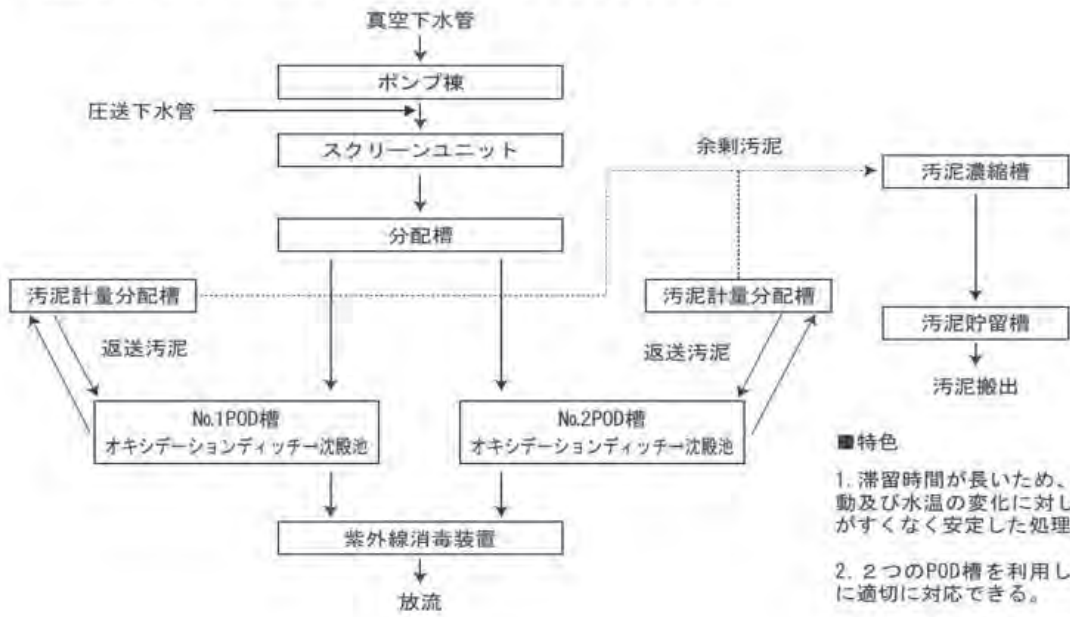 真空下水管
ポンプ棟
圧送下水管
スクリーンユニット
余剰汚泥
汚泥濃縮槽
分配槽
汚泥計量分配槽
汚泥計量分配槽
汚泥貯留槽
返送汚泥
返送汚泥
汚泥搬出
No.1POD槽
オキシデーションディッチ→沈殿池
No.2POD槽
オキシデーションディッチ→沈殿池
■特色
1. 滞留時間が長いため、
動及び水温の変化に対し
がすくなく安定した処理
紫外線消毒装置
2. ２つのPOD槽を利用し
に適切に対応できる。
放流